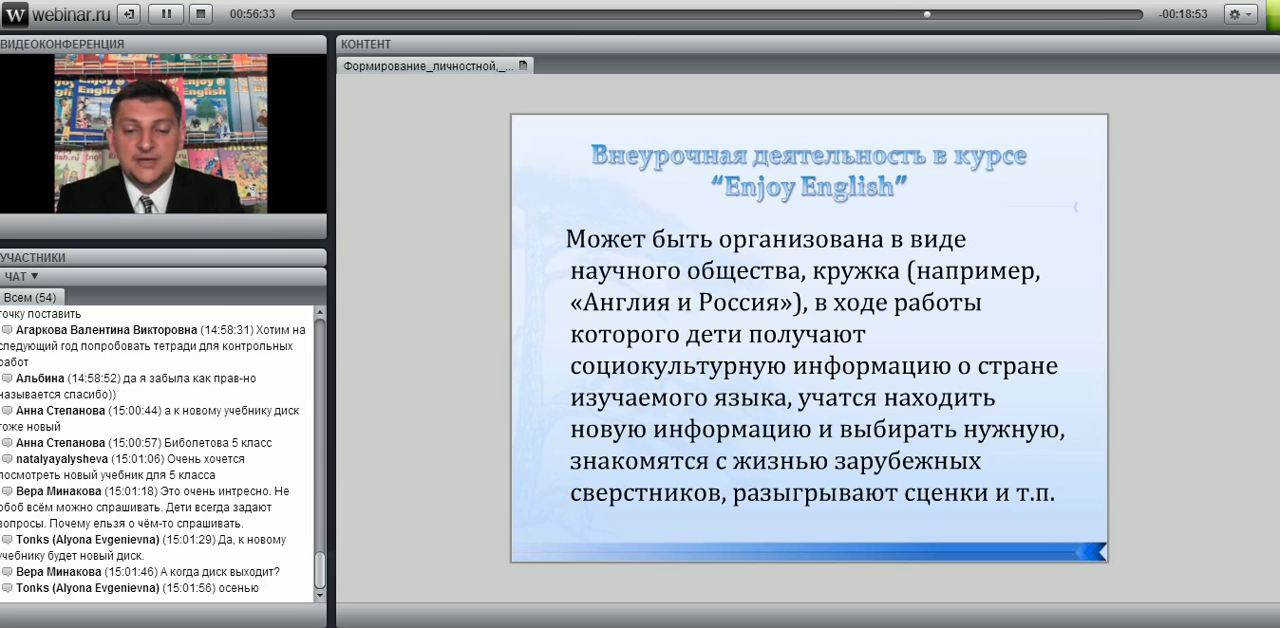 W webinar.ru
00:56:33
-00:18:53
ВИДЕОКОНФЕРЕНЦИЯ
Enjoy English
Enjoy
English
УЧАСТНИКИ
ЧАТ
Всем (54)
точку поставить
Агаркова Валентина Викторовна (14:58:31) Хотим на
следующий год попробовать тетради для контрольных
работ
Альбина (14:58:52) да я забыла как прав-но
называется спасибо))
Анна Степанова (15:00:44) а к новому учебнику диск
тоже новый
Анна Степанова (15:00:57) Биболетова 5 класс
natalyayalysheva (15:01:06) Очень хочется
посмотреть новый учебник для 5 класса
Вера Минакова (15:01:18) Это очень интресно. Не
обоб всём можно спрашивать. Дети всегда задают
вопросы. Почему ельзя о чём-то спрашивать.
Tonks (Alyona Evgenievna) (15:01:29) Да, к новому
учебнику будет новый диск.
Вера Минакова (15:01:46) А когда диск выходит?
Tonks (Alyona Evgenievna) (15:01:56) осенью
КОНТЕНТ
Формирование_личностной,_...
Внеурочная деятельность в курсе
“Enjoy English”
Может быть организована в виде
научного общества, кружка (например,
«Англия и Россия»), в ходе работы
которого дети получают
социокультурную информацию о стране
изучаемого языка, учатся находить
новую информацию и выбирать нужную,
знакомятся с жизнью зарубежных
сверстников, разыгрывают сценки и т.п.